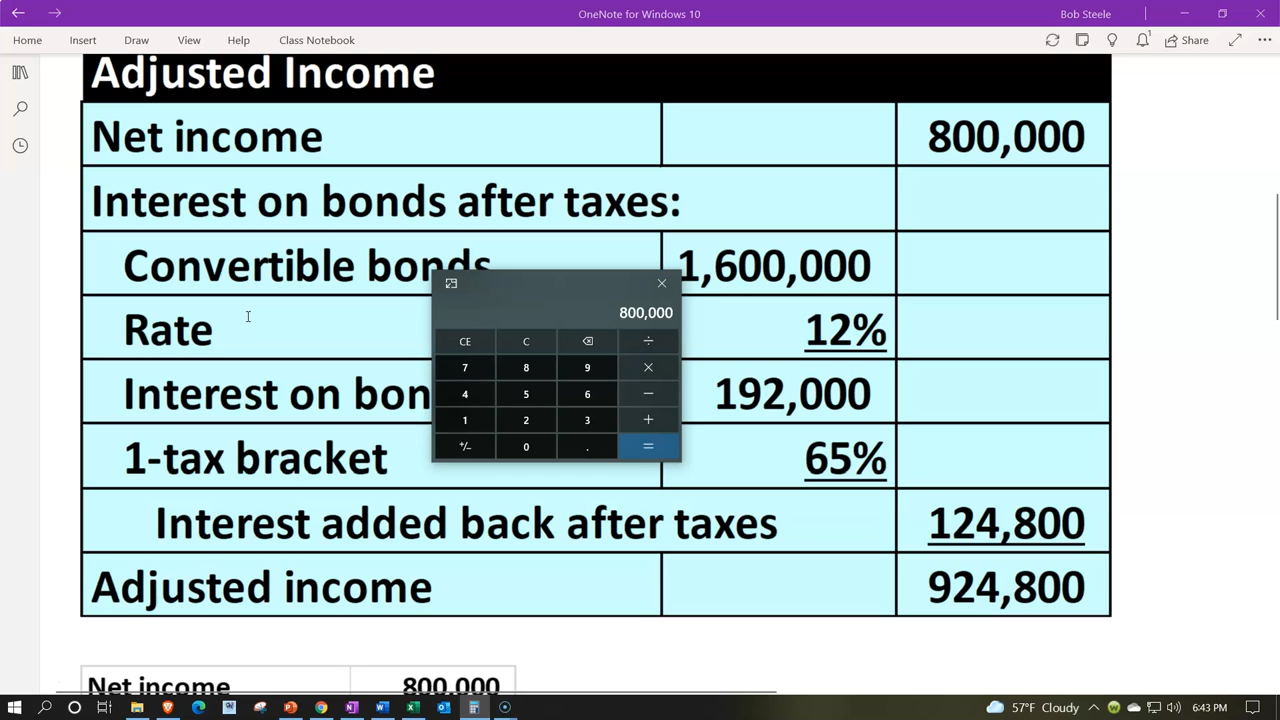 OneNote for Windows 10
Bob Steele
Home Insert Draw View Help Class Notebook
Share
Adjusted Income
Net income 800,000
Interest on bonds after taxes:
Convertible bonds 1,600,000
Rate 12%
Interest on bon 192,000
1-tax bracket 65%
Interest added back after taxes 124,800
Adjusted income 924,800
800,000
CE C ⌫ ÷
7 8 9 ×
4 5 6 −
1 2 3 +
+/− 0 . =
Net income 800,000
57°F Cloudy 6:43 PM